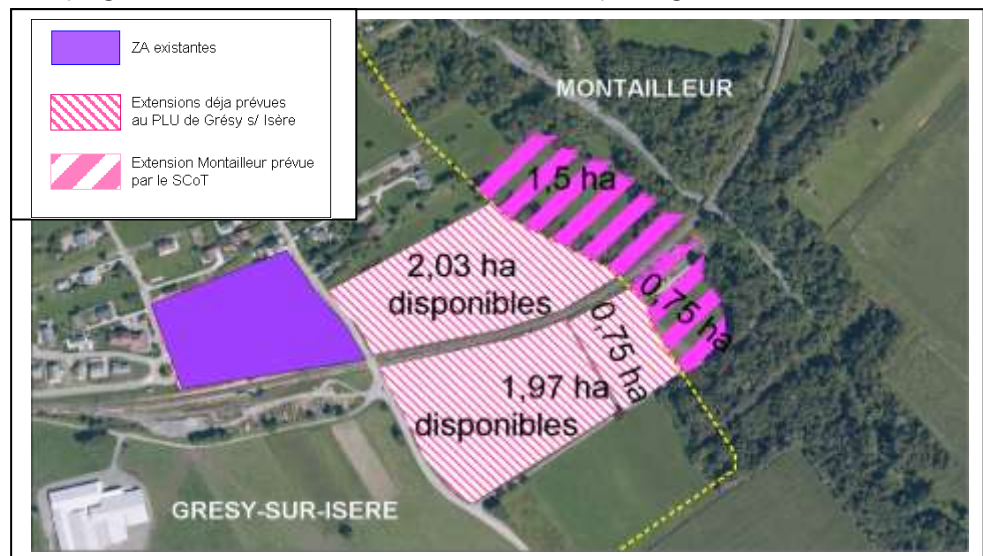 ZA existantes
Extensions déja prévues
au PLU de Grésy s/ Isère
Extension Montailleur prévue
par le SCoT
MONTAILLEUR
1,5 ha
2,03 ha
disponibles
0,75 ha
0,75 ha
1,97 ha
disponibles
GRESY-SUR-ISERE